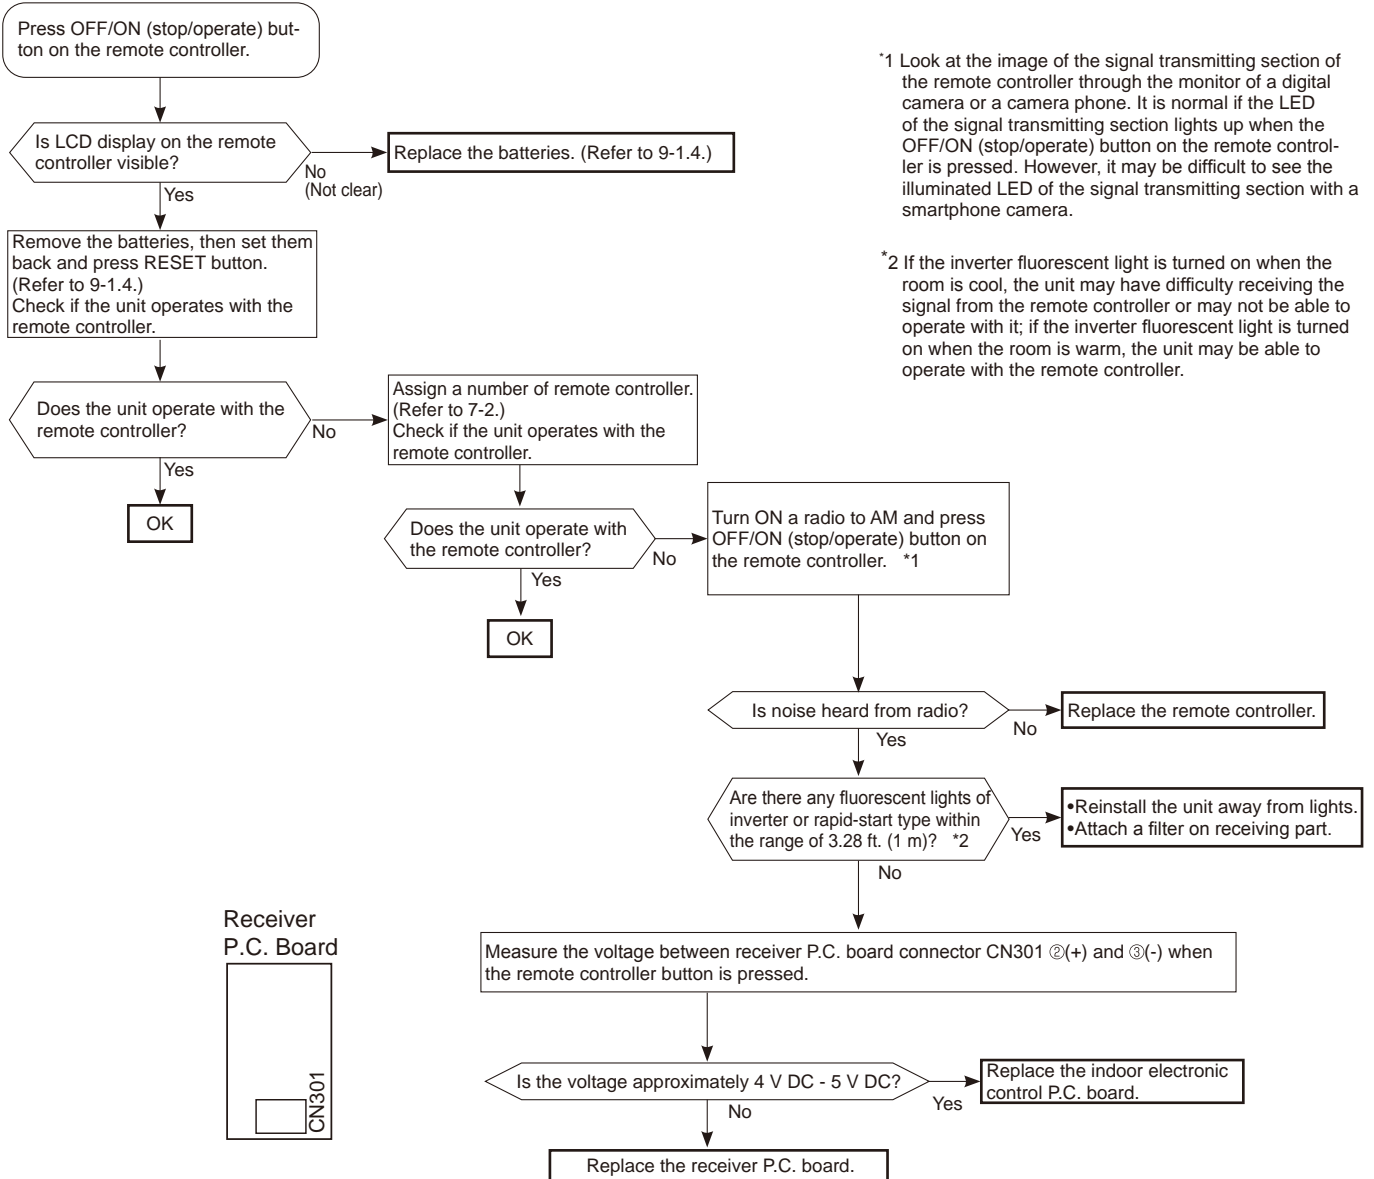 Press OFF/ON (stop/operate) but-
ton on the remote controller.
Is LCD display on the remote
controller visible?
No
(Not clear)
Replace the batteries. (Refer to 9-1.4.)
Yes
Remove the batteries, then set them
back and press RESET button.
(Refer to 9-1.4.)
Check if the unit operates with the
remote controller.
Does the unit operate with the
remote controller?
No
Yes
OK
Assign a number of remote controller.
(Refer to 7-2.)
Check if the unit operates with the
remote controller.
Does the unit operate with
the remote controller?
No
Yes
OK
Turn ON a radio to AM and press
OFF/ON (stop/operate) button on
the remote controller. *1
Is noise heard from radio?
No
Replace the remote controller.
Yes
Are there any fluorescent lights of
inverter or rapid-start type within
the range of 3.28 ft. (1 m)? *2
Yes
•Reinstall the unit away from lights.
•Attach a filter on receiving part.
No
Measure the voltage between receiver P.C. board connector CN301 ②(+) and ③(-) when
the remote controller button is pressed.
Is the voltage approximately 4 V DC - 5 V DC?
Yes
Replace the indoor electronic
control P.C. board.
No
Replace the receiver P.C. board.
*1 Look at the image of the signal transmitting section of
the remote controller through the monitor of a digital
camera or a camera phone. It is normal if the LED
of the signal transmitting section lights up when the
OFF/ON (stop/operate) button on the remote control-
ler is pressed. However, it may be difficult to see the
illuminated LED of the signal transmitting section with a
smartphone camera.
*2 If the inverter fluorescent light is turned on when the
room is cool, the unit may have difficulty receiving the
signal from the remote controller or may not be able to
operate with it; if the inverter fluorescent light is turned
on when the room is warm, the unit may be able to
operate with the remote controller.
Receiver
P.C. Board
CN301